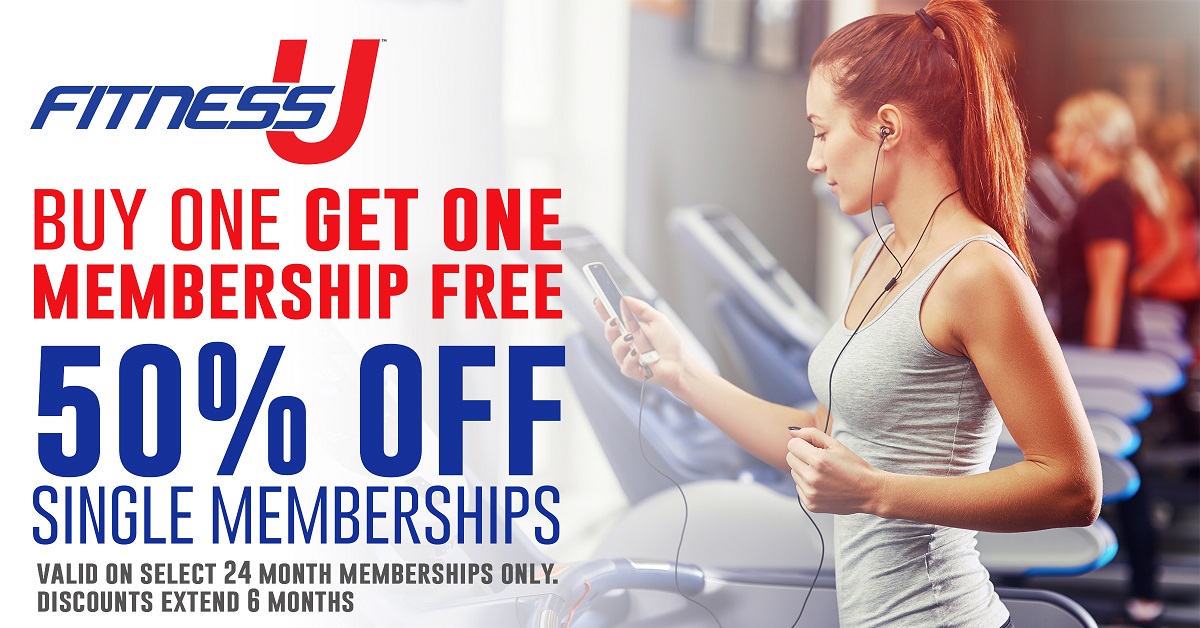 FITNESS U™
BUY ONE GET ONE
MEMBERSHIP FREE
50% OFF
SINGLE MEMBERSHIPS
VALID ON SELECT 24 MONTH MEMBERSHIPS ONLY.
DISCOUNTS EXTEND 6 MONTHS